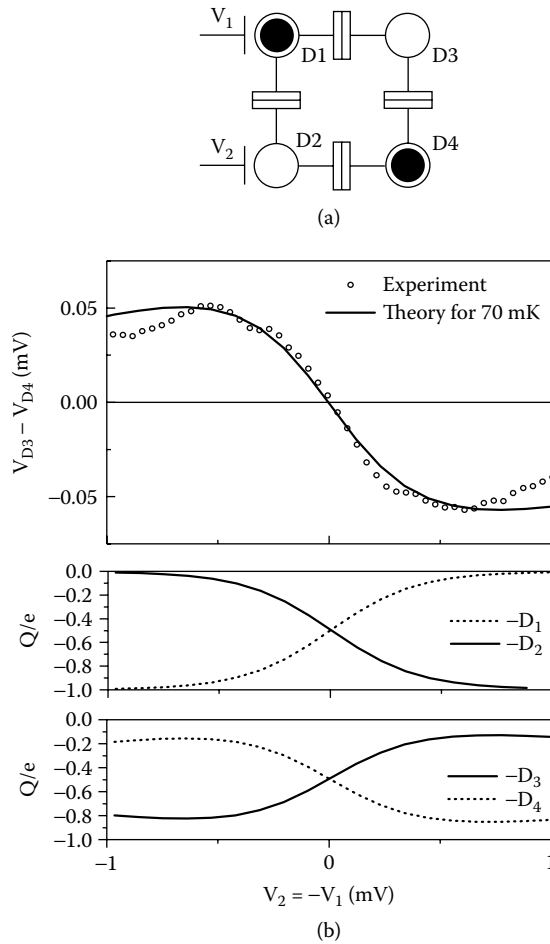 V1
D1
D3
V2
D2
D4
(a)
0.05
0.00
−0.05
VD3 − VD4 (mV)
Experiment
Theory for 70 mK
0.0
−0.2
−0.4
−0.6
−0.8
−1.0
Q/e
−D1
−D2
0
−0.2
−0.4
−0.6
−0.8
−1.0
Q/e
−D3
−D4
−1
0
1
V2 = −V1 (mV)
(b)